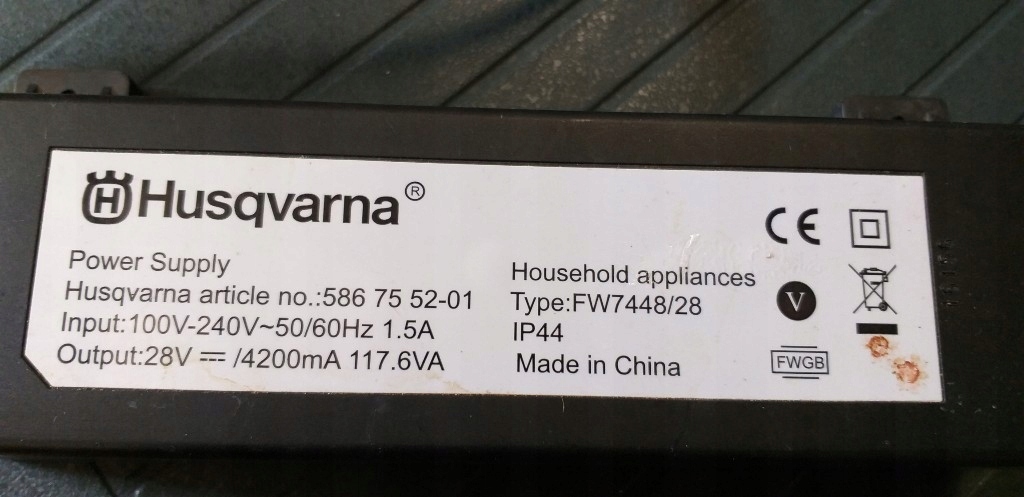 Husqvarna®
Power Supply
Husqvarna article no.:586 75 52-01
Input:100V-240V~50/60Hz 1.5A
Output:28V ⎓ /4200mA 117.6VA
Household appliances
Type:FW7448/28
IP44
Made in China
CE
V
FWGB